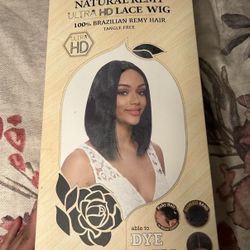 NATURAL REMY
ULTRA HD LACE WIG
100% BRAZILIAN REMY HAIR
TANGLE FREE
ULTRA
HD
able to
DYE